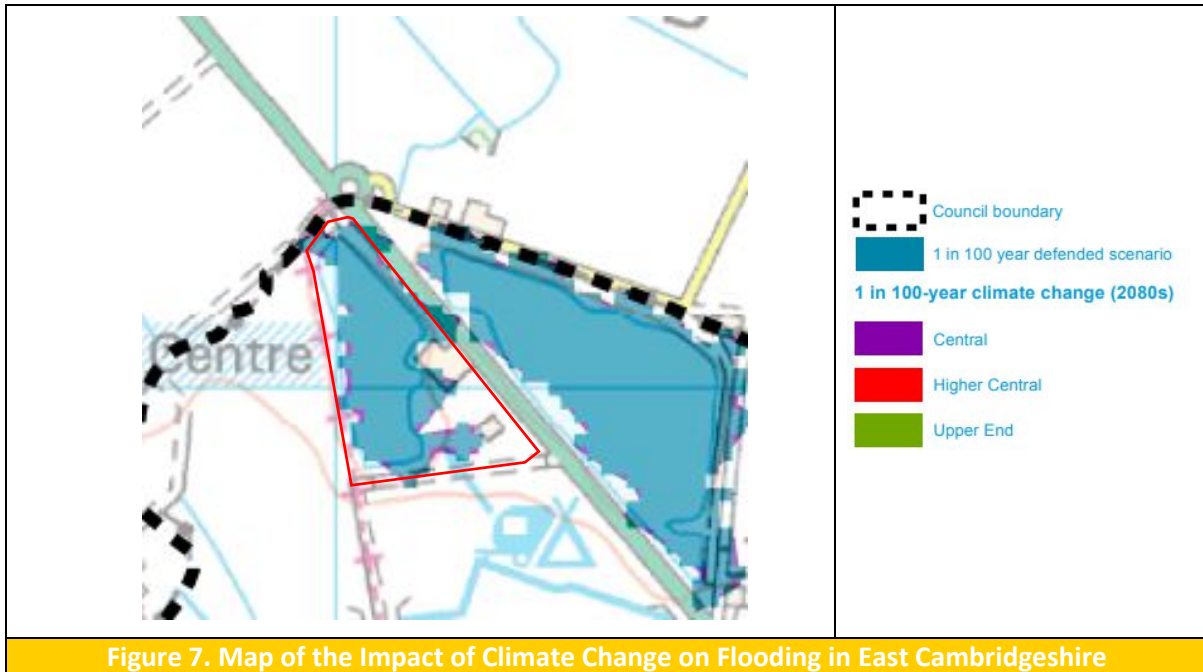 Centre
Council boundary
1 in 100 year defended scenario
1 in 100-year climate change (2080s)
Central
Higher Central
Upper End
Figure 7. Map of the Impact of Climate Change on Flooding in East Cambridgeshire